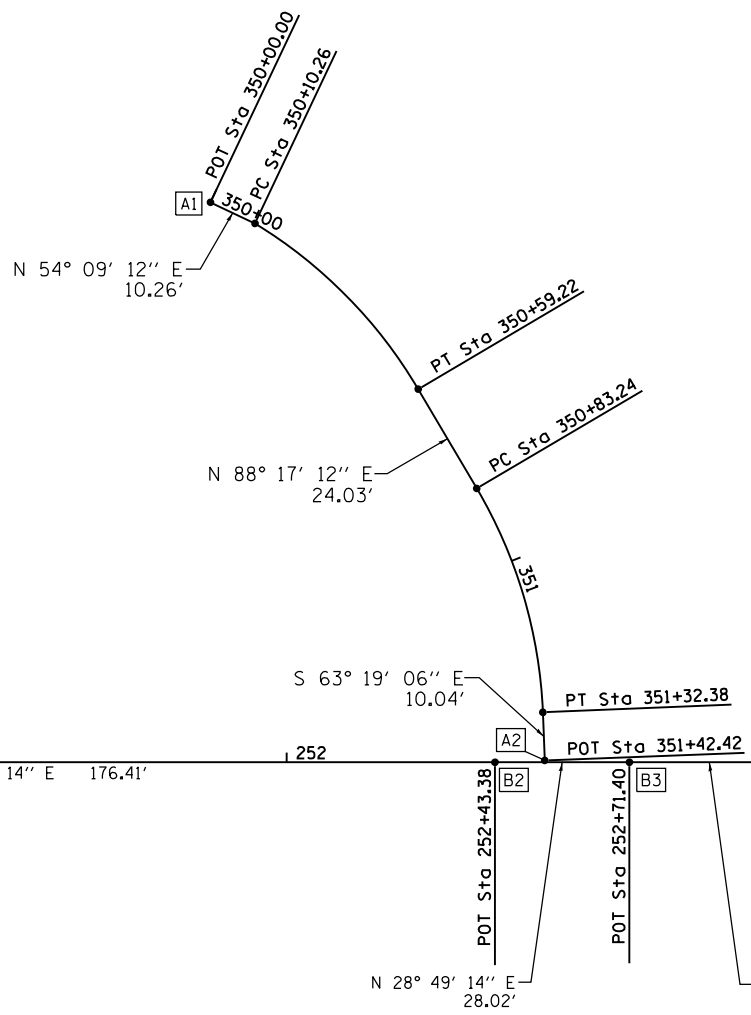 POT Sta 350+00.00
PC Sta 350+10.26
A1
350+00
N 54° 09′ 12′′ E
10.26′
PT Sta 350+59.22
PC Sta 350+83.24
N 88° 17′ 12′′ E
24.03′
351
S 63° 19′ 06′′ E
10.04′
PT Sta 351+32.38
A2
POT Sta 351+42.42
252
14′′ E 176.41′
B2
B3
POT Sta 252+43.38
POT Sta 252+71.40
N 28° 49′ 14′′ E
28.02′